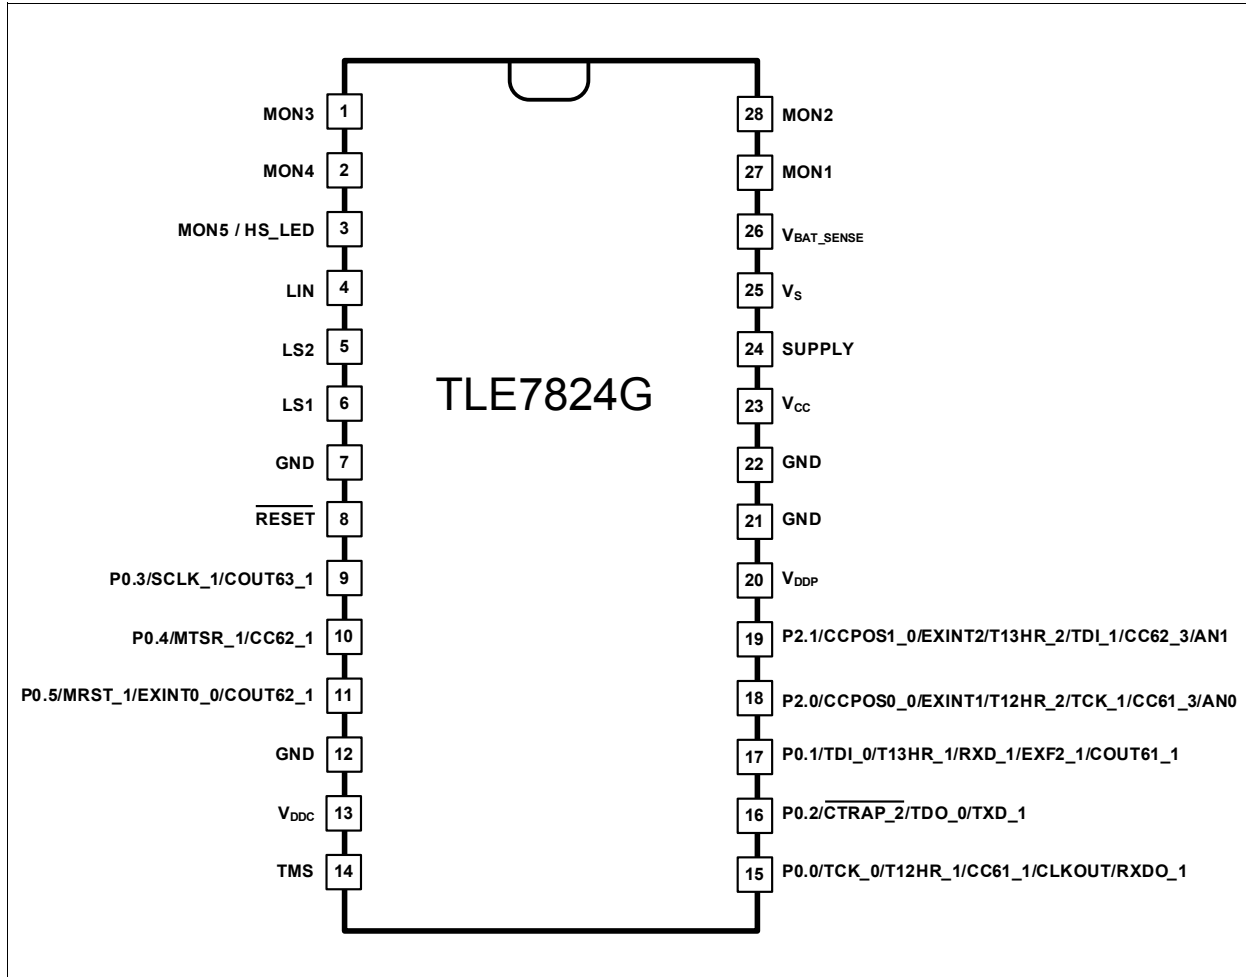 MON3 1
MON4 2
MON5 / HS_LED 3
LIN 4
LS2 5
LS1 6
GND 7
RESET 8
P0.3/SCLK_1/COUT63_1 9
P0.4/MTSR_1/CC62_1 10
P0.5/MRST_1/EXINT0_0/COUT62_1 11
GND 12
VDDC 13
TMS 14
TLE7824G
28 MON2
27 MON1
26 VBAT_SENSE
25 VS
24 SUPPLY
23 VCC
22 GND
21 GND
20 VDDP
19 P2.1/CCPOS1_0/EXINT2/T13HR_2/TDI_1/CC62_3/AN1
18 P2.0/CCPOS0_0/EXINT1/T12HR_2/TCK_1/CC61_3/AN0
17 P0.1/TDI_0/T13HR_1/RXD_1/EXF2_1/COUT61_1
16 P0.2/CTRAP_2/TDO_0/TXD_1
15 P0.0/TCK_0/T12HR_1/CC61_1/CLKOUT/RXDO_1